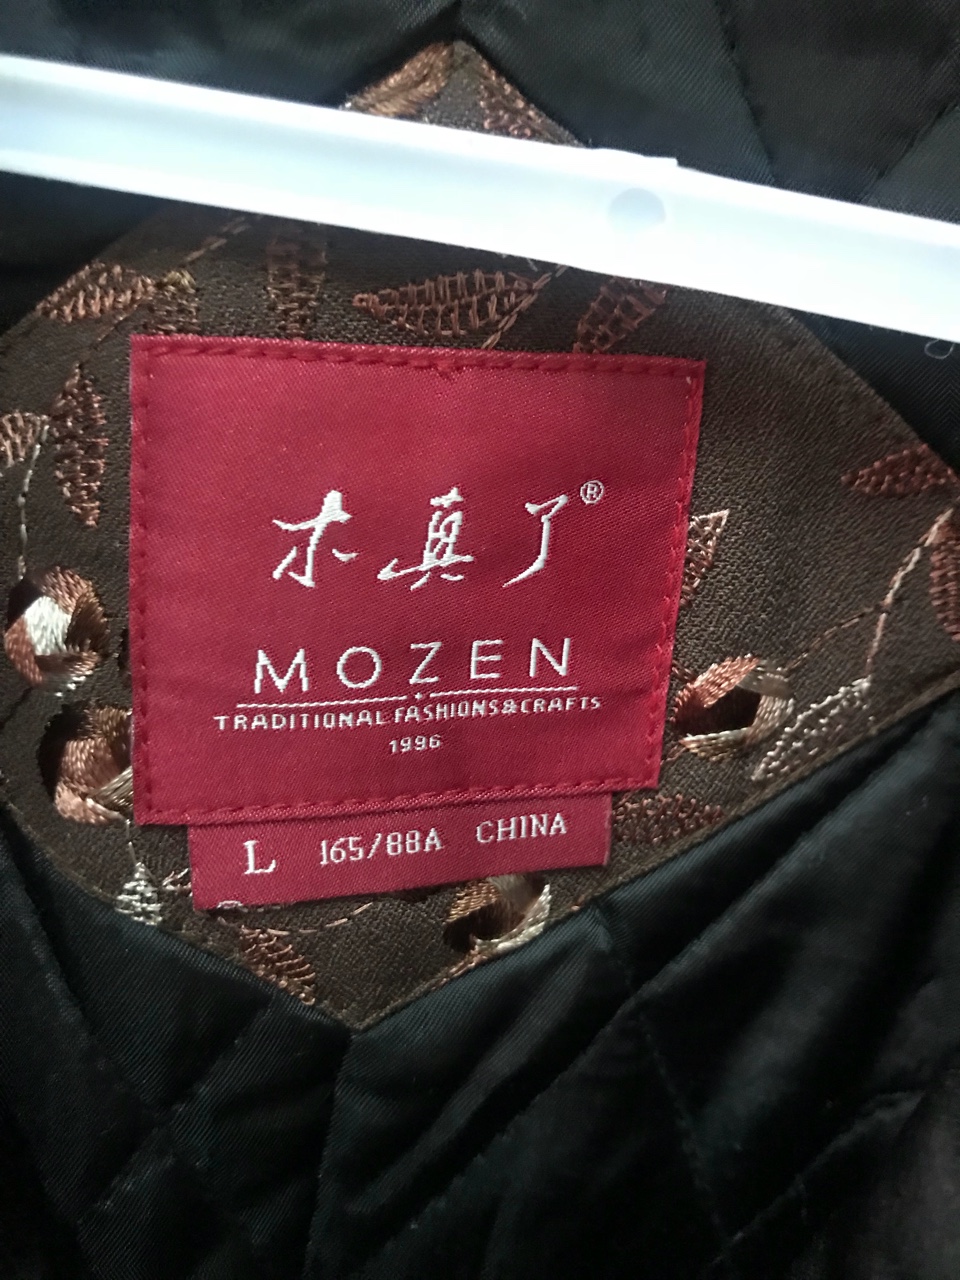 木真了®
MOZEN
TRADITIONAL FASHIONS&CRAFTS
1996
L 165/88A CHINA